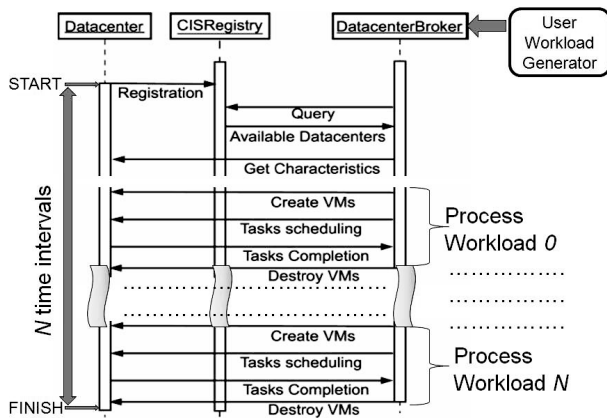 Datacenter
CISRegistry
DatacenterBroker
User
Workload
Generator
START
Registration
Query
Available Datacenters
Get Characteristics
Create VMs
Tasks scheduling
Tasks Completion
Destroy VMs
Process
Workload 0
N time intervals
Create VMs
Tasks scheduling
Tasks Completion
Destroy VMs
Process
Workload N
FINISH